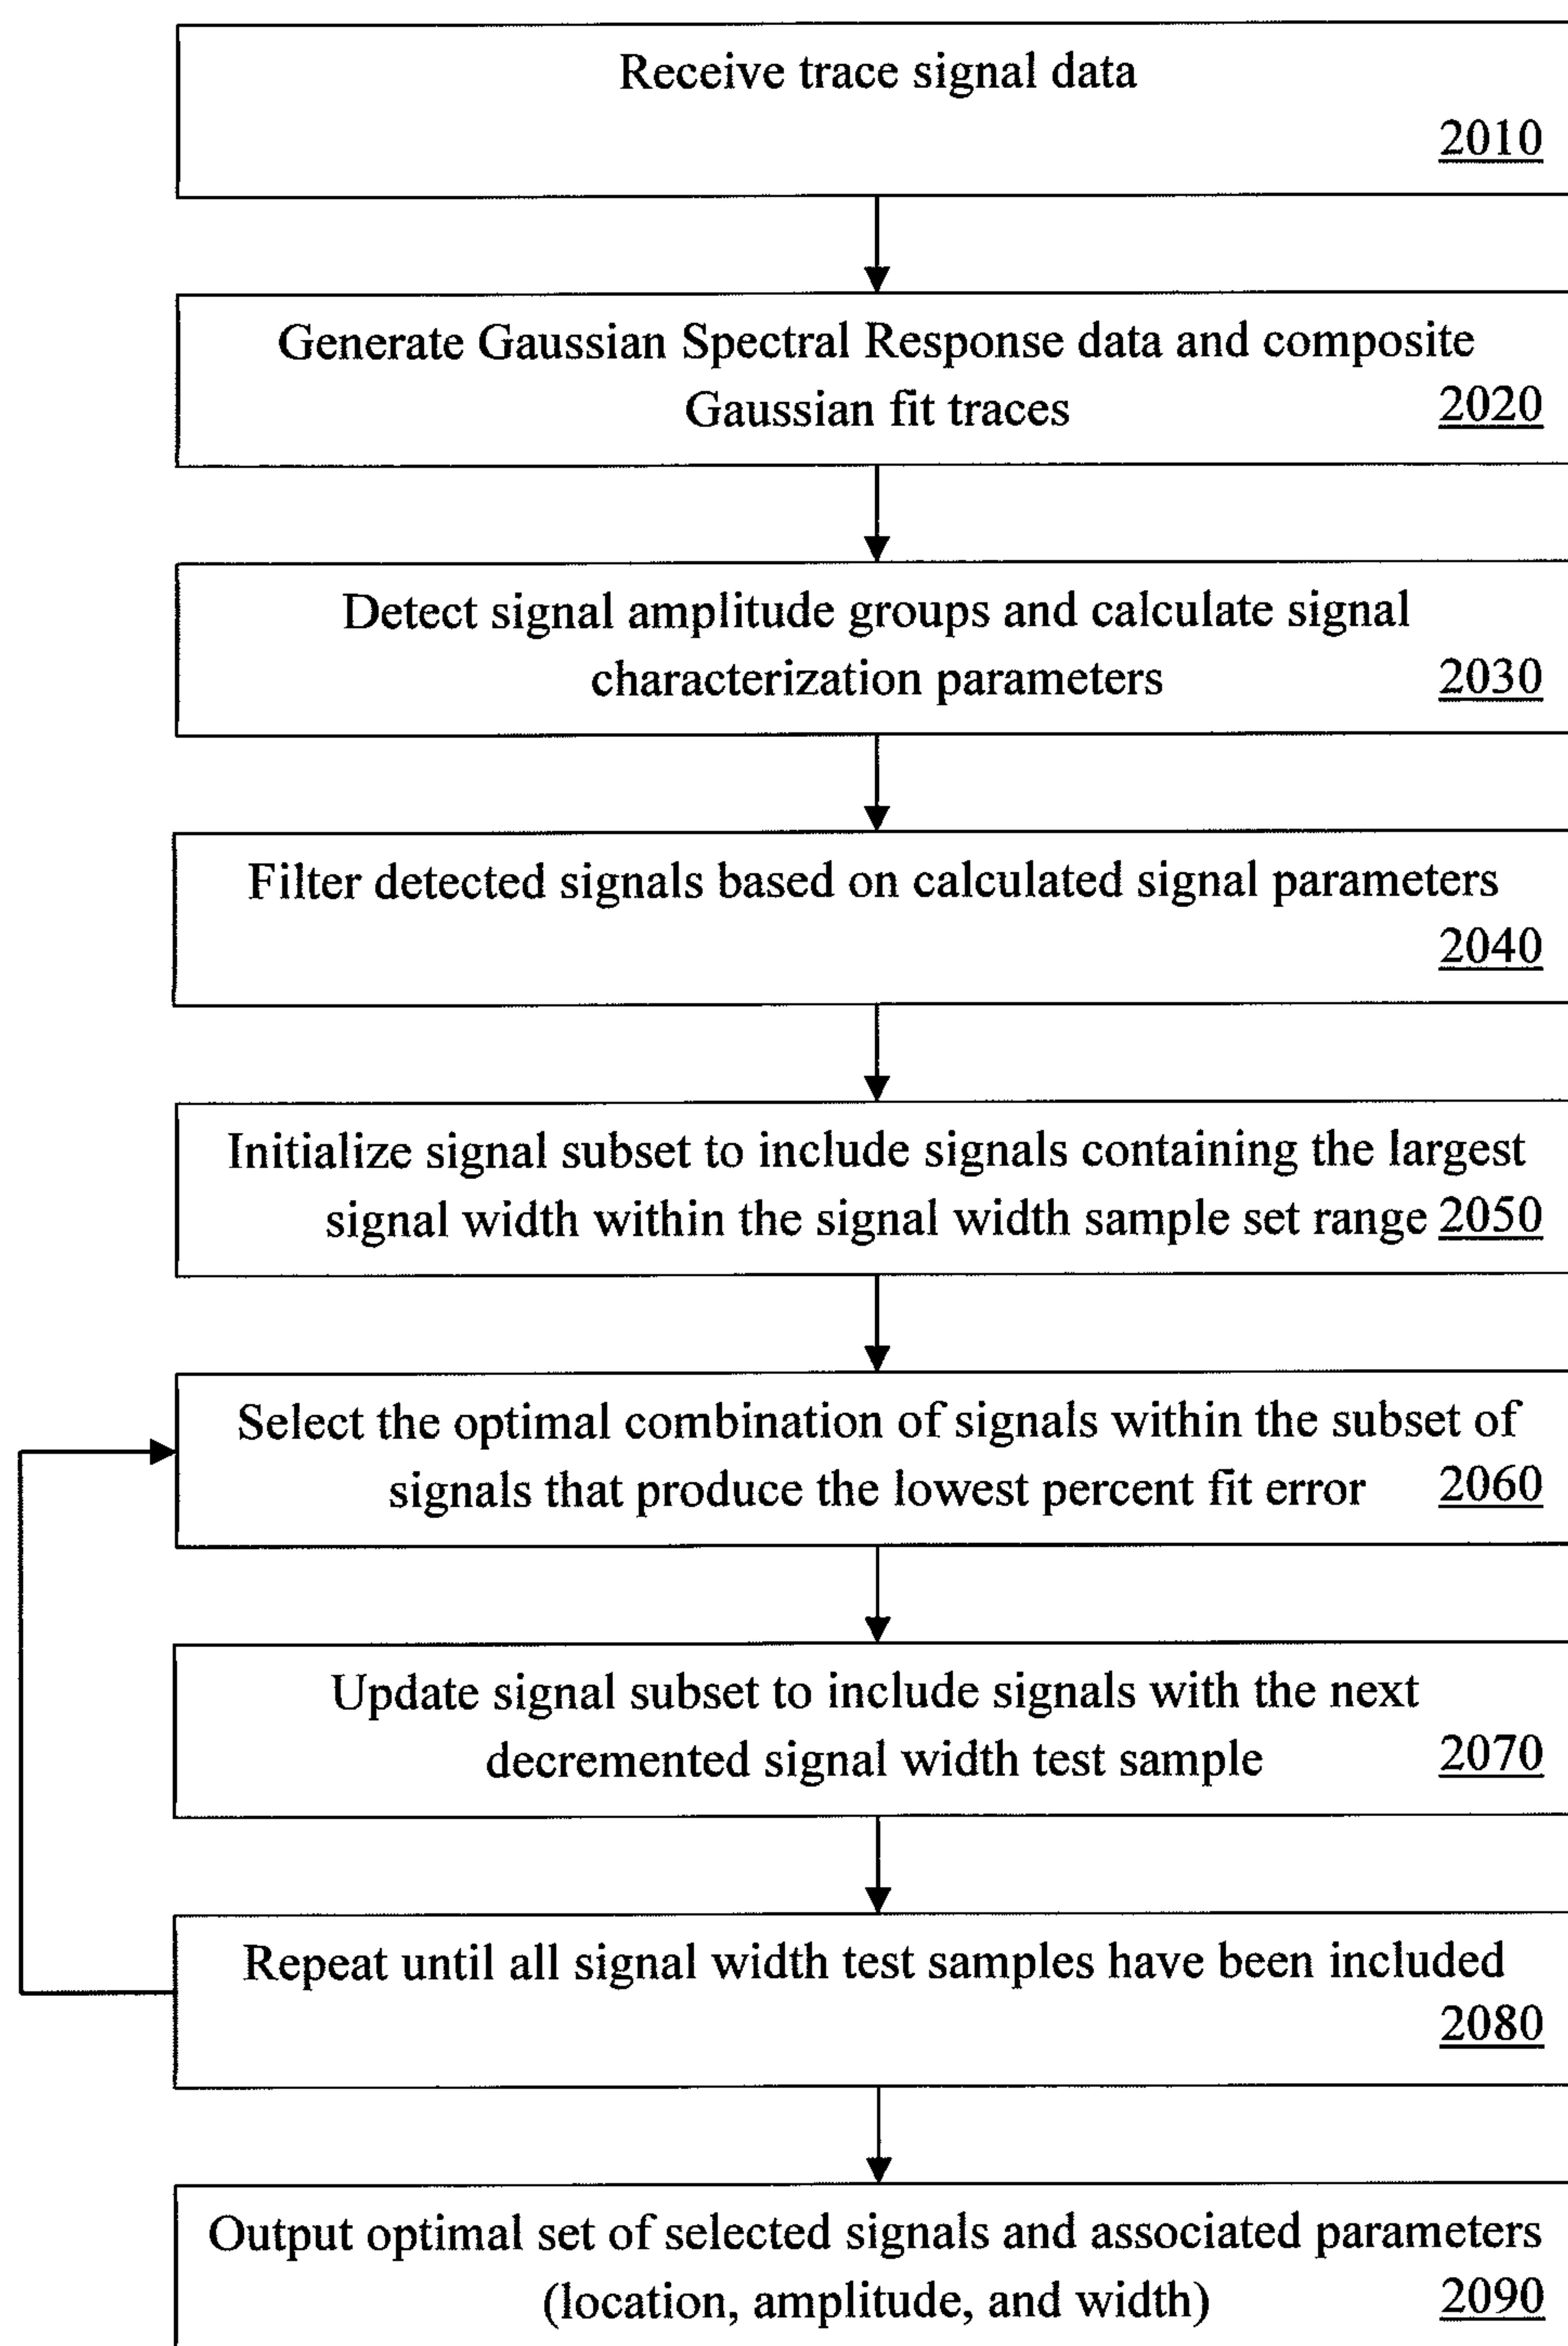 Receive trace signal data
2010
Generate Gaussian Spectral Response data and composite
Gaussian fit traces 2020
Detect signal amplitude groups and calculate signal
characterization parameters 2030
Filter detected signals based on calculated signal parameters
2040
Initialize signal subset to include signals containing the largest
signal width within the signal width sample set range 2050
Select the optimal combination of signals within the subset of
signals that produce the lowest percent fit error 2060
Update signal subset to include signals with the next
decremented signal width test sample 2070
Repeat until all signal width test samples have been included
2080
Output optimal set of selected signals and associated parameters
(location, amplitude, and width) 2090